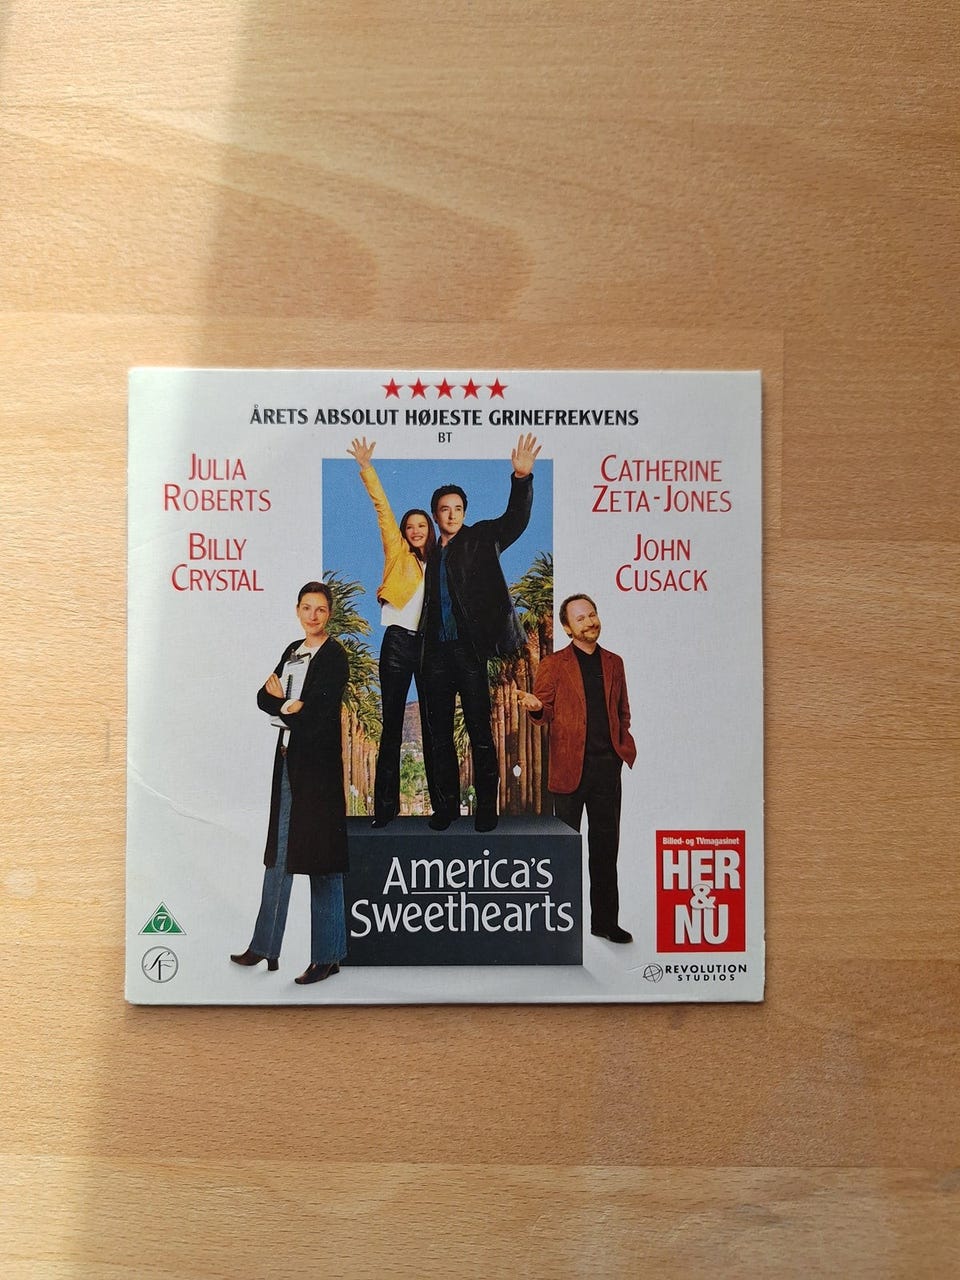 ÅRETS ABSOLUT HØJESTE GRINEFREKVENS
BT
JULIA
ROBERTS
BILLY
CRYSTAL
CATHERINE
ZETA-JONES
JOHN
CUSACK
America's
Sweethearts
7
SF
Billed- og TVmagasinet
HER
&
NU
REVOLUTION
STUDIOS